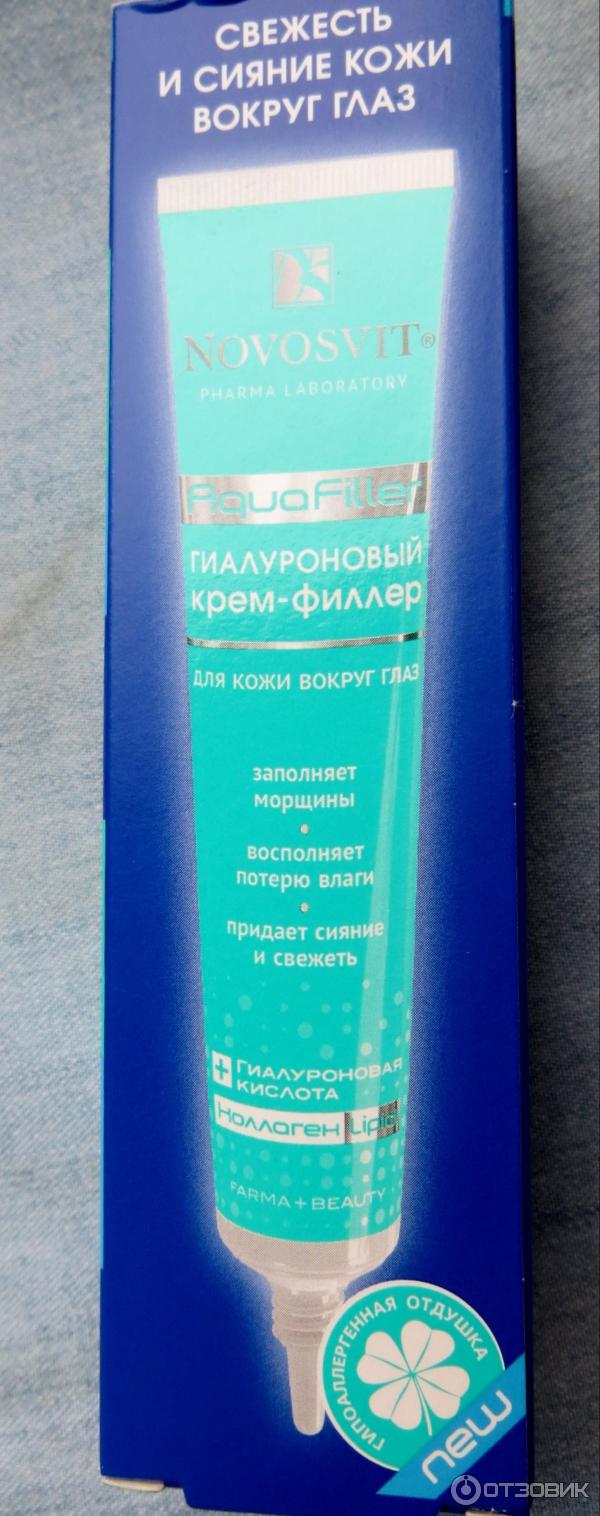 СВЕЖЕСТЬ
И СИЯНИЕ КОЖИ
ВОКРУГ ГЛАЗ
NOVOSVIT®
PHARMA LABORATORY
AquaFiller
ГИАЛУРОНОВЫЙ
крем-филлер
ДЛЯ КОЖИ ВОКРУГ ГЛАЗ
заполняет
морщины
восполняет
потерю влаги
придает сияние
и свежеть
+ ГИАЛУРОНОВАЯ
КИСЛОТА
Коллаген Lipid
FARMA+BEAUTY
ГИПОАЛЛЕРГЕННАЯ ОТДУШКА
new
ОТЗОВИК